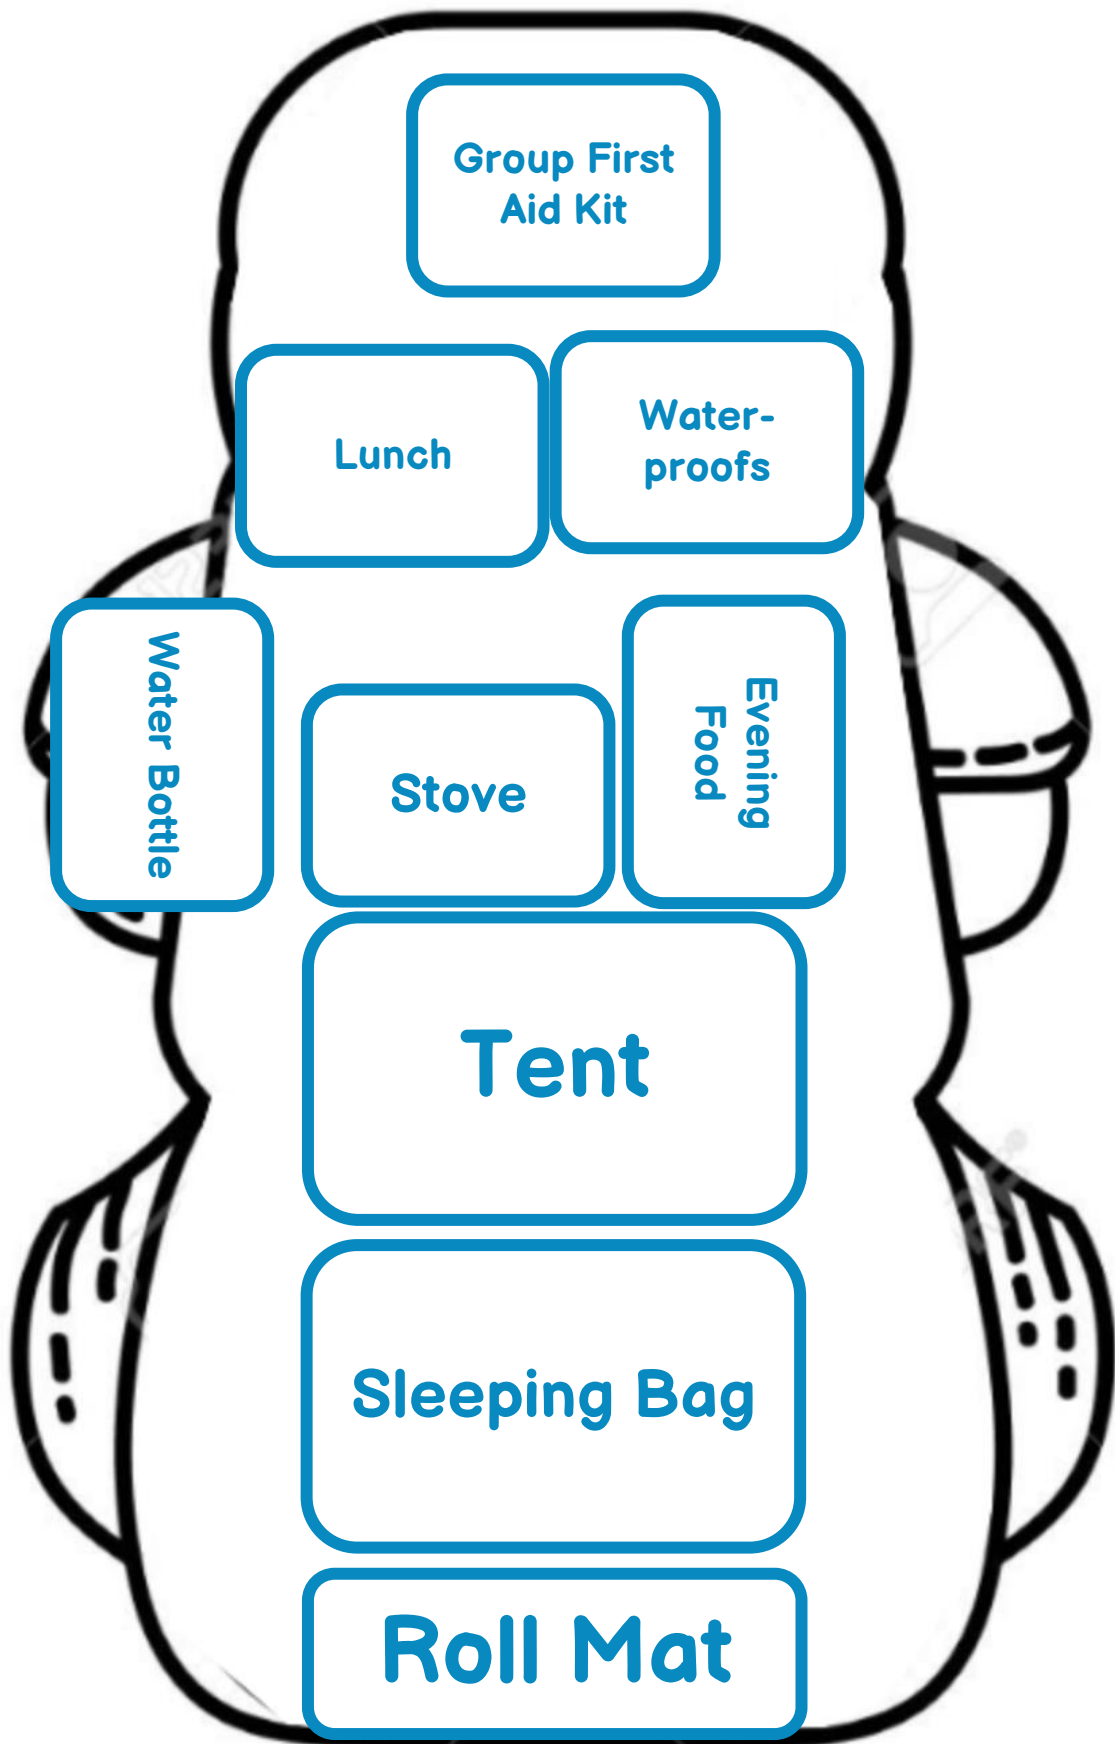 Group First
Aid Kit
Lunch
Water-
proofs
Water Bottle
Stove
Evening
Food
Tent
Sleeping Bag
Roll Mat